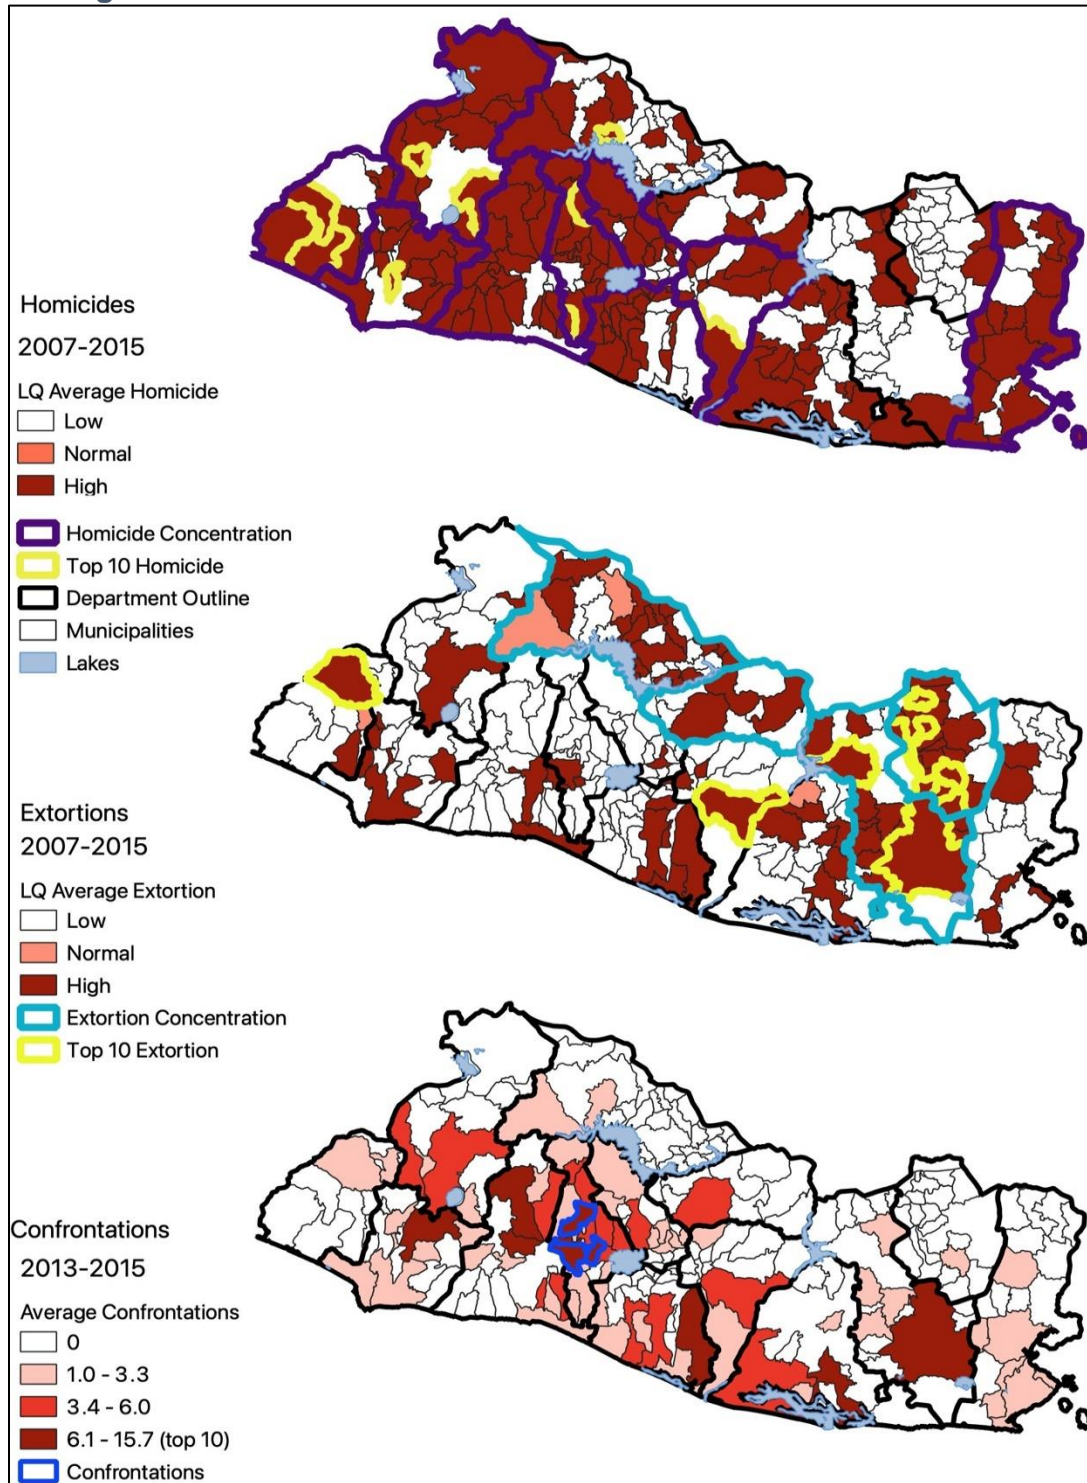 Homicides
2007-2015
LQ Average Homicide
Low
Normal
High
Homicide Concentration
Top 10 Homicide
Department Outline
Municipalities
Lakes
Extortions
2007-2015
LQ Average Extortion
Low
Normal
High
Extortion Concentration
Top 10 Extortion
Confrontations
2013-2015
Average Confrontations
0
1.0 - 3.3
3.4 - 6.0
6.1 - 15.7 (top 10)
Confrontations